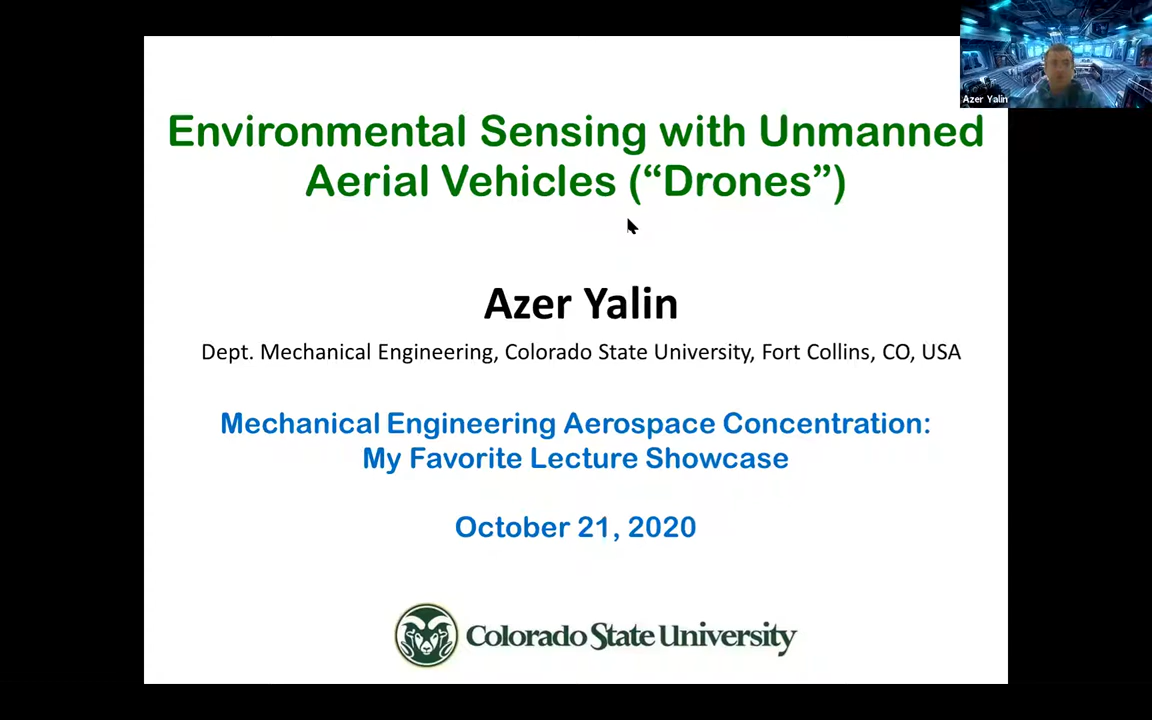 Azer Yalin
Environmental Sensing with Unmanned
Aerial Vehicles (“Drones”)
Azer Yalin
Dept. Mechanical Engineering, Colorado State University, Fort Collins, CO, USA
Mechanical Engineering Aerospace Concentration:
My Favorite Lecture Showcase
October 21, 2020
Colorado State University